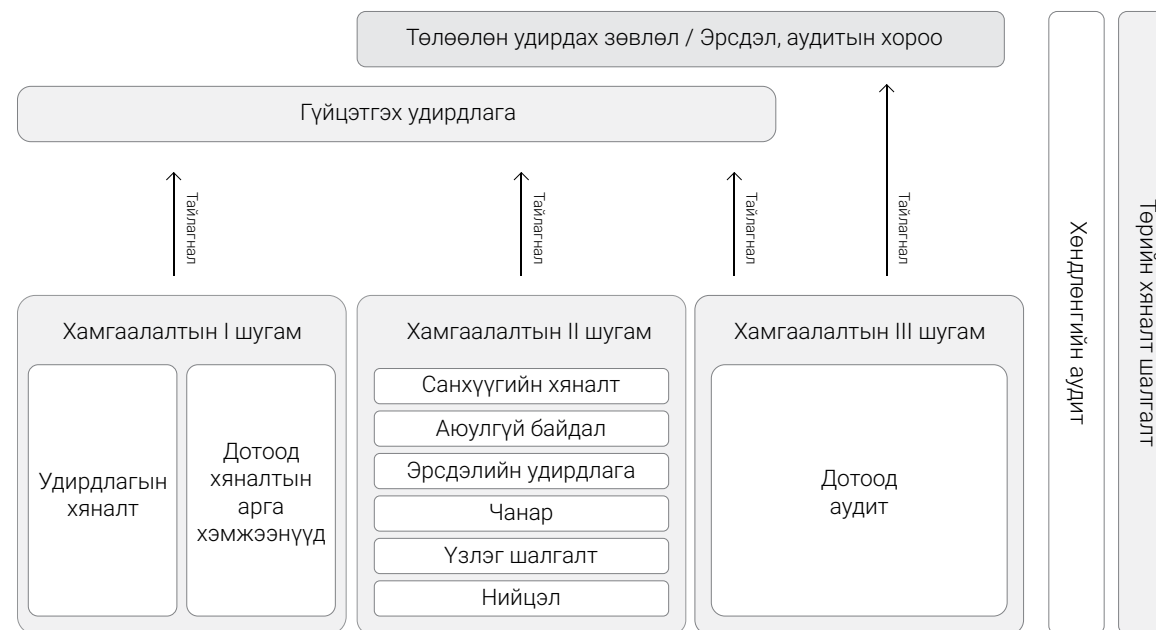 Төлөөлөн удирдах зөвлөл / Эрсдэл, аудитын хороо
Гүйцэтгэх удирдлага
Тайлагнал
Тайлагнал
Тайлагнал
Тайлагнал
Хамгаалалтын I шугам
Удирдлагын
хяналт
Дотоод
хяналтын
арга
хэмжээнүүд
Хамгаалалтын II шугам
Санхүүгийн хяналт
Аюулгүй байдал
Эрсдэлийн удирдлага
Чанар
Үзлэг шалгалт
Нийцэл
Хамгаалалтын III шугам
Дотоод
аудит
Хөндлөнгийн аудит
Төрийн хяналт шалгалт